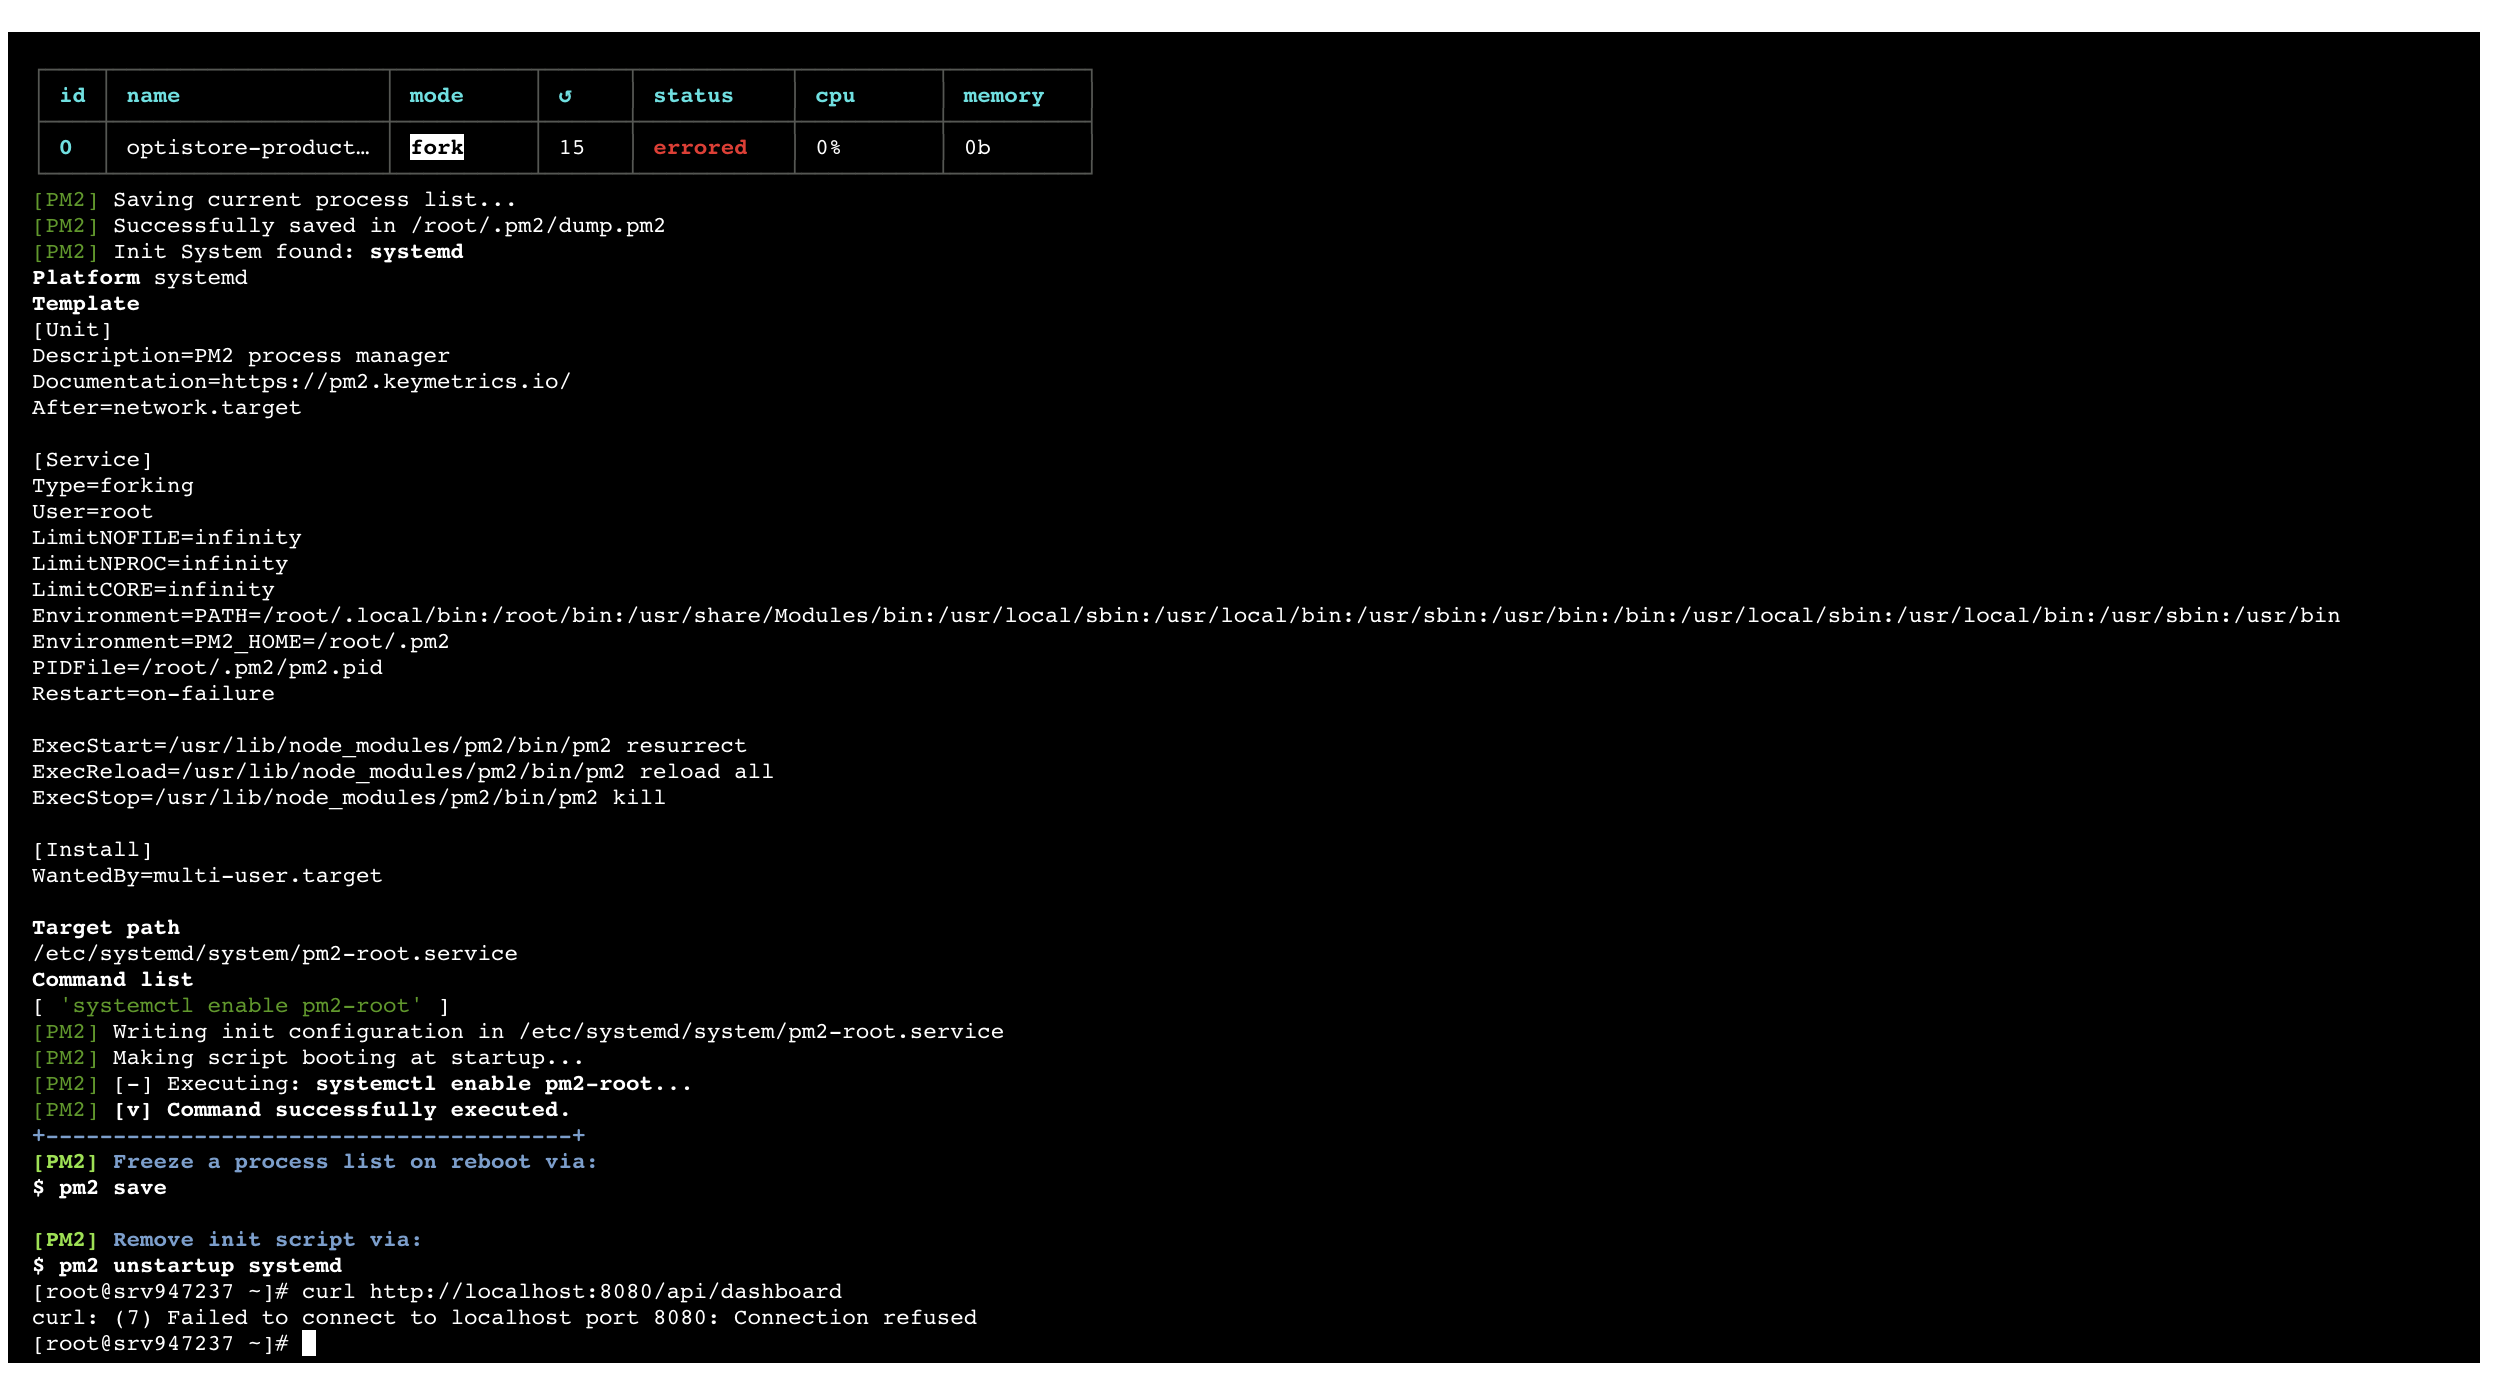 id name mode ↺ status cpu memory
0 optistore-product… fork 15 errored 0% 0b
[PM2] Saving current process list...
[PM2] Successfully saved in /root/.pm2/dump.pm2
[PM2] Init System found: systemd
Platform systemd
Template
[Unit]
Description=PM2 process manager
Documentation=https://pm2.keymetrics.io/
After=network.target

[Service]
Type=forking
User=root
LimitNOFILE=infinity
LimitNPROC=infinity
LimitCORE=infinity
Environment=PATH=/root/.local/bin:/root/bin:/usr/share/Modules/bin:/usr/local/sbin:/usr/local/bin:/usr/sbin:/usr/bin:/bin:/usr/local/sbin:/usr/local/bin:/usr/sbin:/usr/bin
Environment=PM2_HOME=/root/.pm2
PIDFile=/root/.pm2/pm2.pid
Restart=on-failure

ExecStart=/usr/lib/node_modules/pm2/bin/pm2 resurrect
ExecReload=/usr/lib/node_modules/pm2/bin/pm2 reload all
ExecStop=/usr/lib/node_modules/pm2/bin/pm2 kill

[Install]
WantedBy=multi-user.target

Target path
/etc/systemd/system/pm2-root.service
Command list
[ 'systemctl enable pm2-root' ]
[PM2] Writing init configuration in /etc/systemd/system/pm2-root.service
[PM2] Making script booting at startup...
[PM2] [-] Executing: systemctl enable pm2-root...
[PM2] [v] Command successfully executed.
+---------------------------------------+
[PM2] Freeze a process list on reboot via:
$ pm2 save

[PM2] Remove init script via:
$ pm2 unstartup systemd
[root@srv947237 ~]# curl http://localhost:8080/api/dashboard
curl: (7) Failed to connect to localhost port 8080: Connection refused
[root@srv947237 ~]#